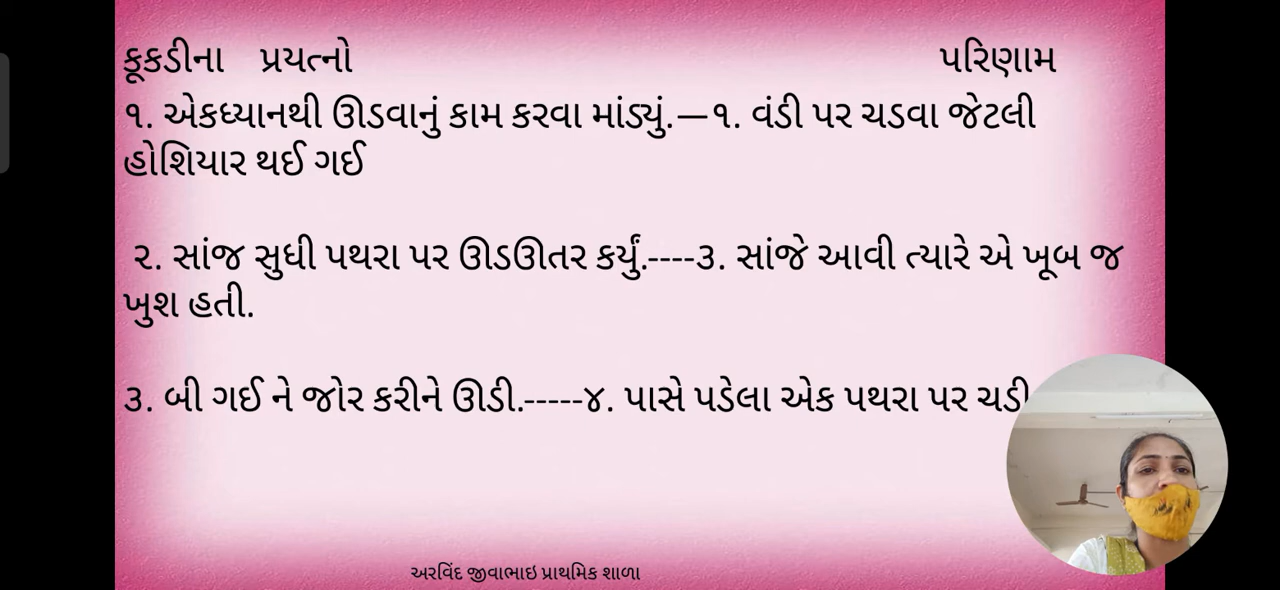 કૂકડીના પ્રયત્નો પરિણામ
૧. એકધ્યાનથી ઊડવાનું કામ કરવા માંડ્યું.—૧. વંડી પર ચડવા જેટલી
હોશિયાર થઈ ગઈ
૨. સાંજ સુધી પથરા પર ઊડઊતર કર્યું.----૩. સાંજે આવી ત્યારે એ ખૂબ જ
ખુશ હતી.
૩. બી ગઈ ને જોર કરીને ઊડી.-----૪. પાસે પડેલા એક પથરા પર ચડી
અરવિંદ જીવાભાઇ પ્રાથમિક શાળા